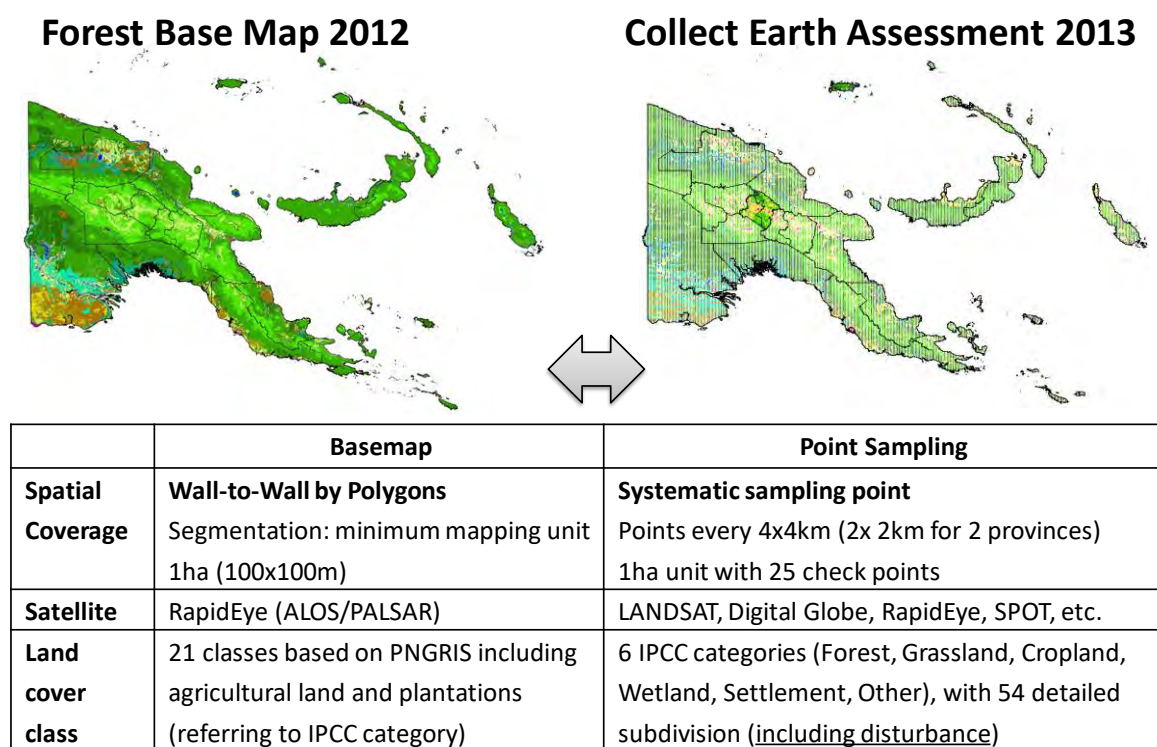 Forest Base Map 2012
Collect Earth Assessment 2013
Basemap
Point Sampling
Spatial
Coverage
Wall-to-Wall by Polygons
Segmentation: minimum mapping unit
1ha (100x100m)
Systematic sampling point
Points every 4x4km (2x 2km for 2 provinces)
1ha unit with 25 check points
Satellite
RapidEye (ALOS/PALSAR)
LANDSAT, Digital Globe, RapidEye, SPOT, etc.
Land
cover
class
21 classes based on PNGRIS including
agricultural land and plantations
(referring to IPCC category)
6 IPCC categories (Forest, Grassland, Cropland,
Wetland, Settlement, Other), with 54 detailed
subdivision (including disturbance)